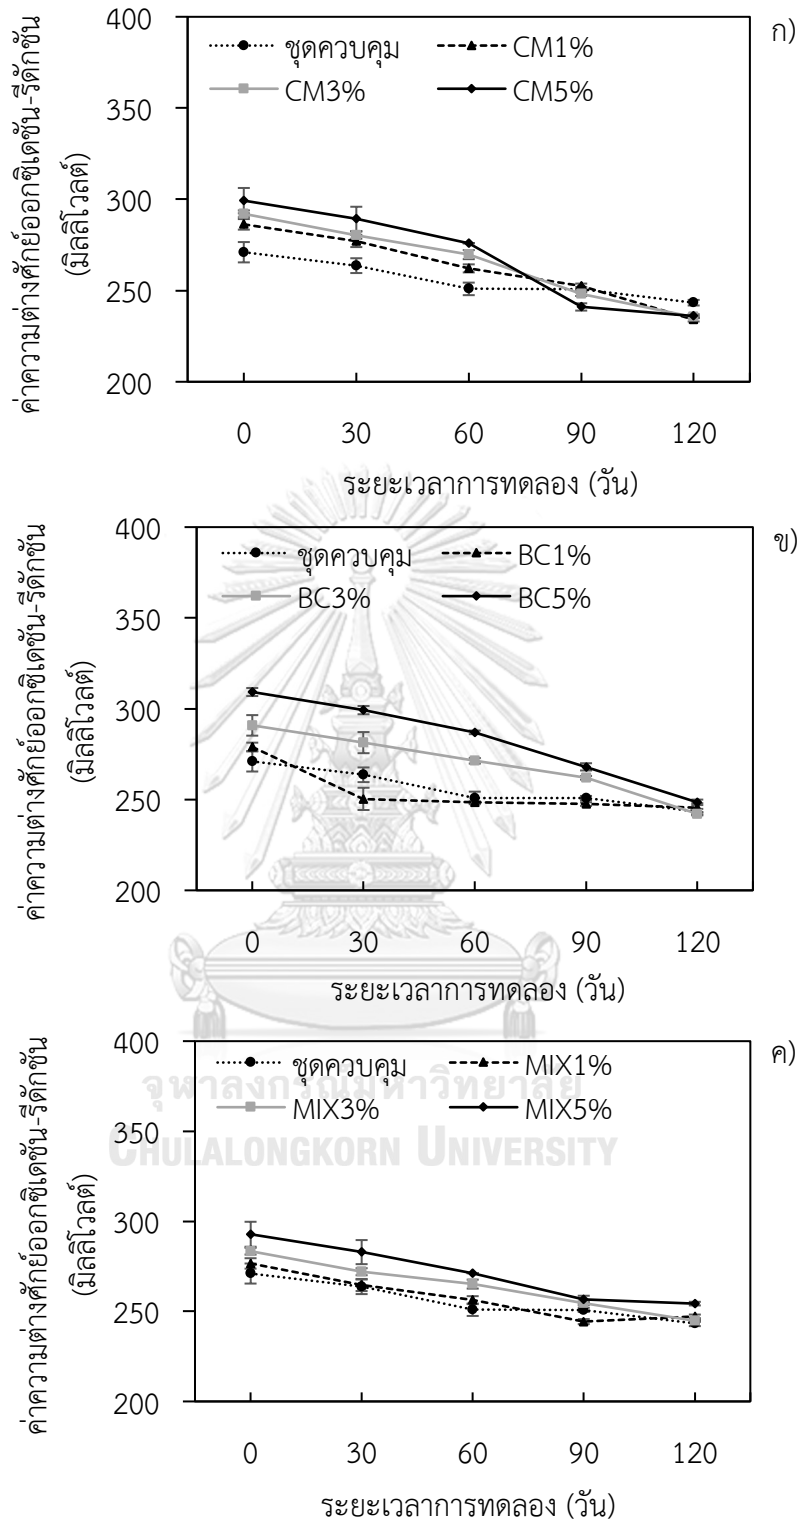 ก)
400
350
300
250
200
ค่าความต่างศักย์ออกซิเดชัน-รีดักชัน
(มิลลิโวลต์)
ชุดควบคุม CM1%
CM3% CM5%
0 30 60 90 120
ระยะเวลาการทดลอง (วัน)
ข)
400
350
300
250
200
ค่าความต่างศักย์ออกซิเดชัน-รีดักชัน
(มิลลิโวลต์)
ชุดควบคุม BC1%
BC3% BC5%
0 30 60 90 120
ระยะเวลาการทดลอง (วัน)
ค)
400
350
300
250
200
ค่าความต่างศักย์ออกซิเดชัน-รีดักชัน
(มิลลิโวลต์)
ชุดควบคุม MIX1%
MIX3% MIX5%
จุฬาลงกรณ์มหาวิทยาลัย
CHULALONGKORN UNIVERSITY
0 30 60 90 120
ระยะเวลาการทดลอง (วัน)